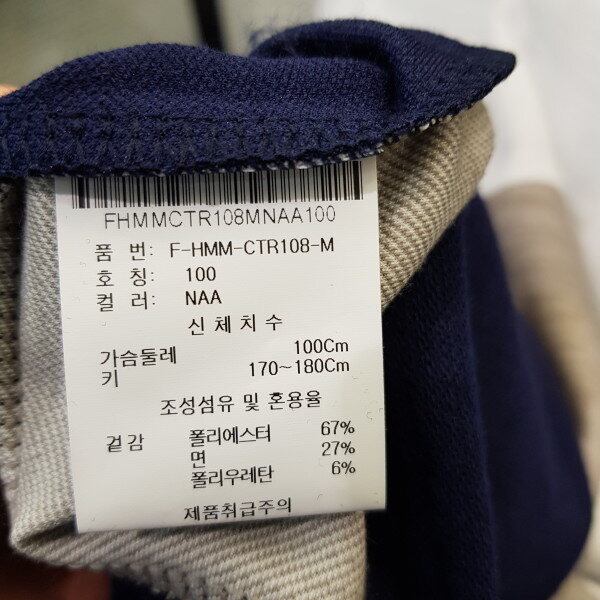 FHMMCTR108MNAA100
품 번: F-HMM-CTR108-M
호 칭: 100
컬 러: NAA
신체치수
가슴둘레 100Cm
키 170~180Cm
조성섬유 및 혼용율
겉감 폴리에스터 67%
면 27%
폴리우레탄 6%
제품취급주의